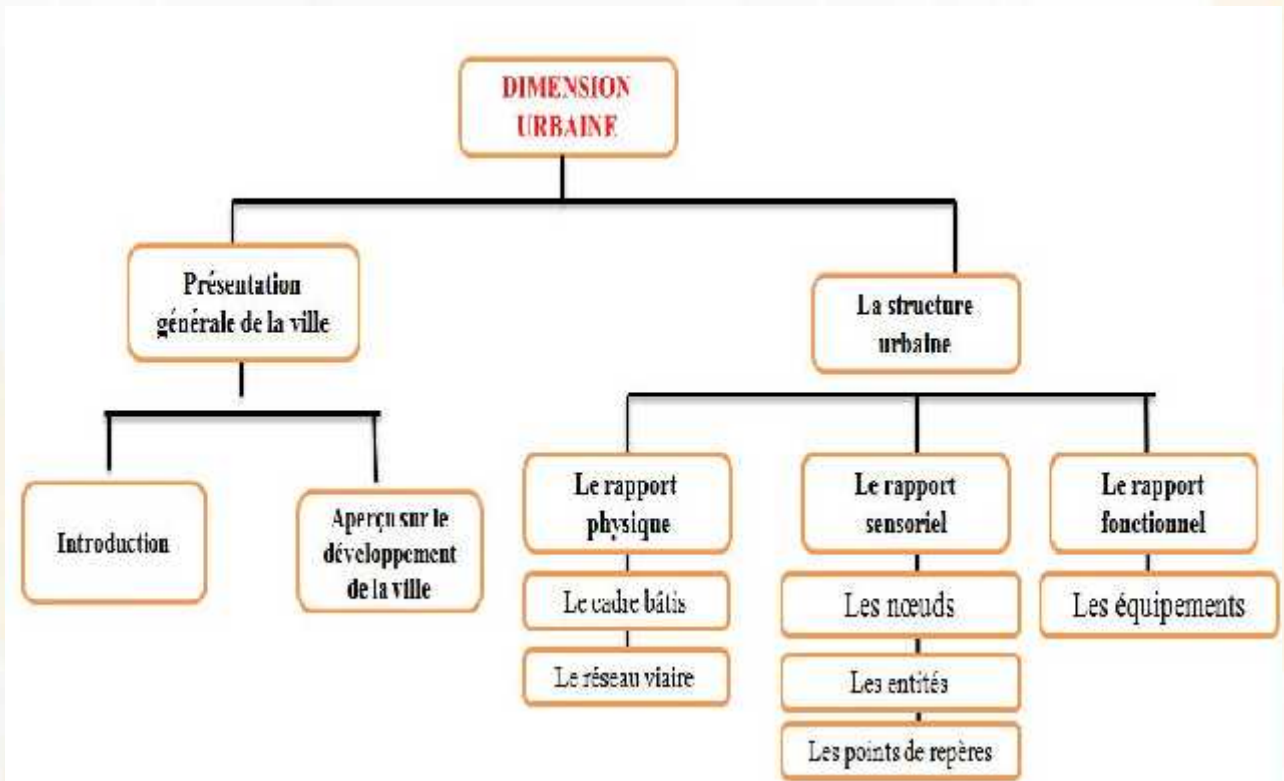 DIMENSION
URBAINE
Présentation
générale de la ville
La structure
urbaine
Introduction
Aperçu sur le
développement
de la ville
Le rapport
physique
Le rapport
sensoriel
Le rapport
fonctionnel
Le cadre bâtis
Les nœuds
Les équipements
Le réseau viaire
Les entités
Les points de repères